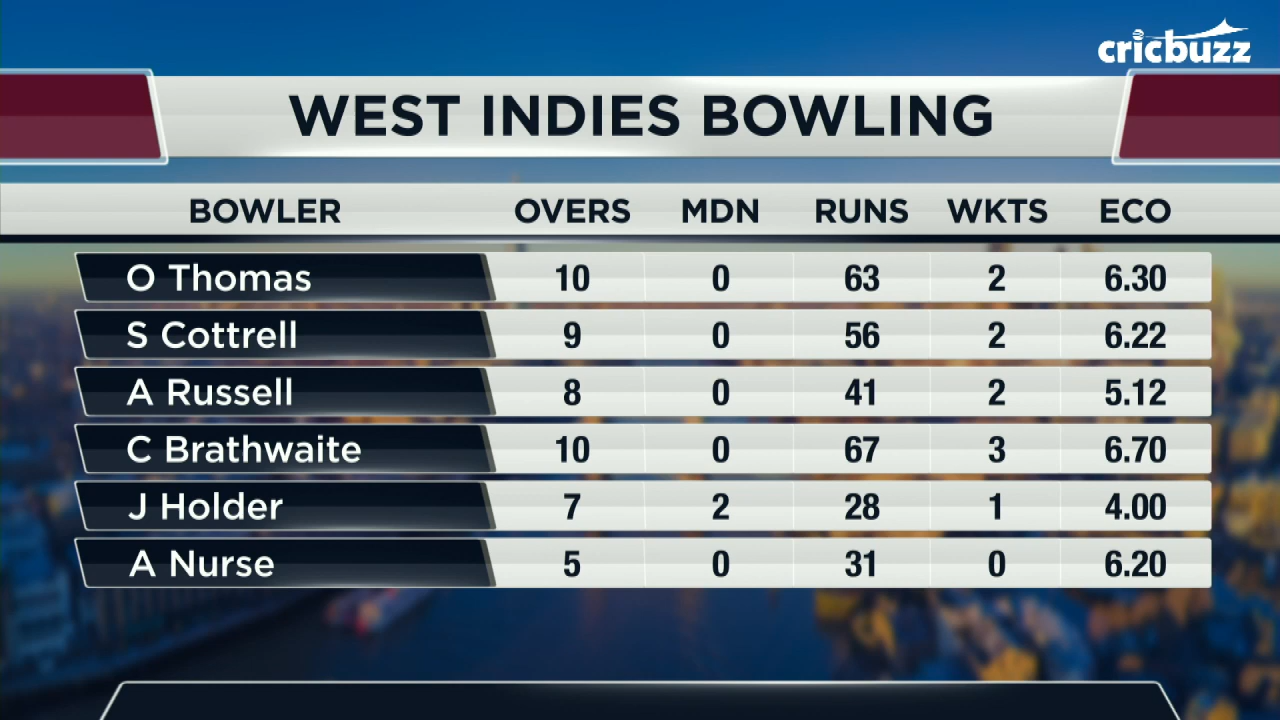 cricbuzz
WEST INDIES BOWLING
BOWLER OVERS MDN RUNS WKTS ECO
O Thomas 10 0 63 2 6.30
S Cottrell 9 0 56 2 6.22
A Russell 8 0 41 2 5.12
C Brathwaite 10 0 67 3 6.70
J Holder 7 2 28 1 4.00
A Nurse 5 0 31 0 6.20